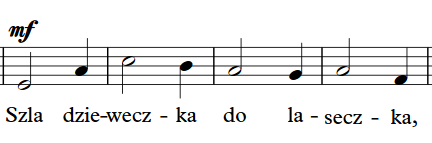 mf
Szla dzie-wecz - ka do la - secz - ka,